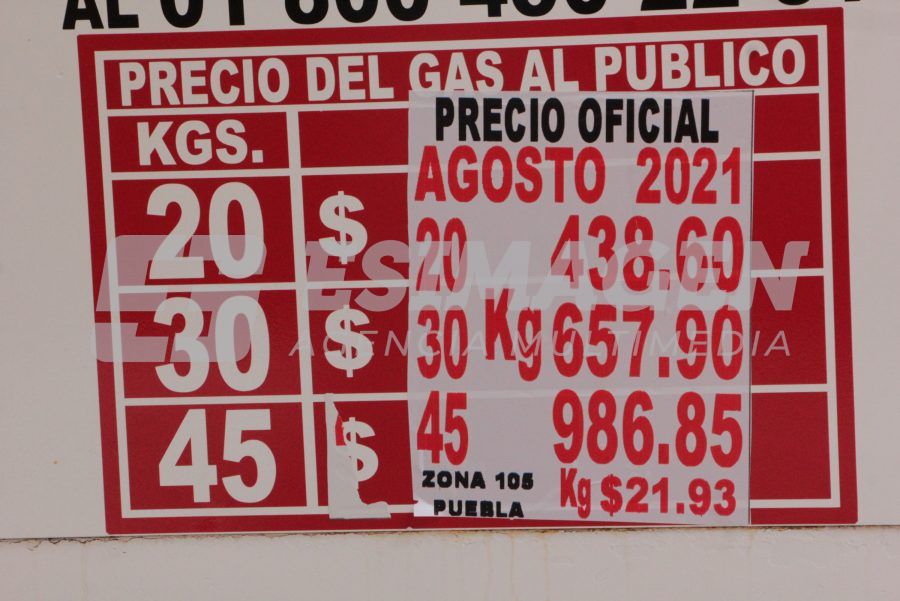 PRECIO DEL GAS AL PUBLICO
KGS.
20 $
30 $
45 $
PRECIO OFICIAL
AGOSTO 2021
20 438.60
30 Kg 657.90
45 986.85
ZONA 105 Kg $21.93
PUEBLA
ESIMAGEN
AGENCIA MULTIMEDIA